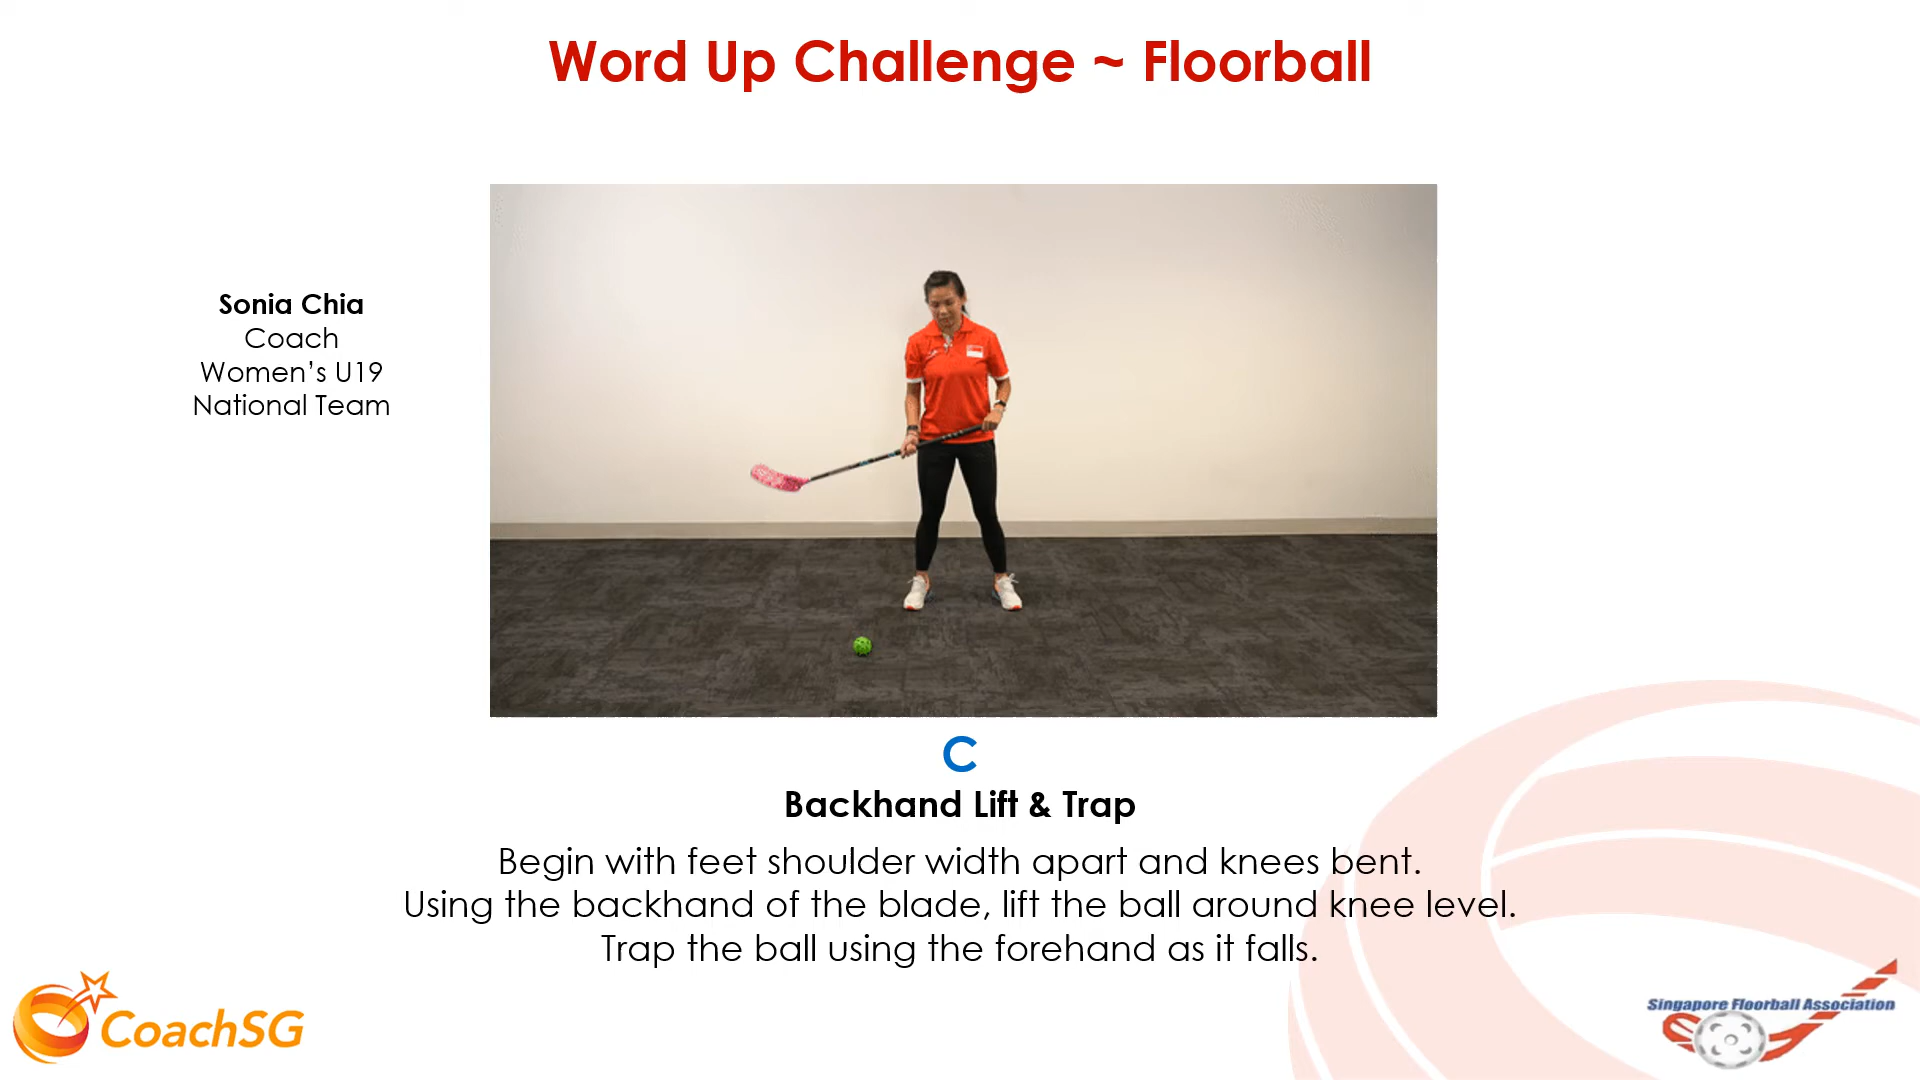 Word Up Challenge ~ Floorball
Sonia Chia
Coach
Women’s U19
National Team
C
Backhand Lift & Trap
Begin with feet shoulder width apart and knees bent.
Using the backhand of the blade, lift the ball around knee level.
Trap the ball using the forehand as it falls.
CoachSG
Singapore Floorball Association